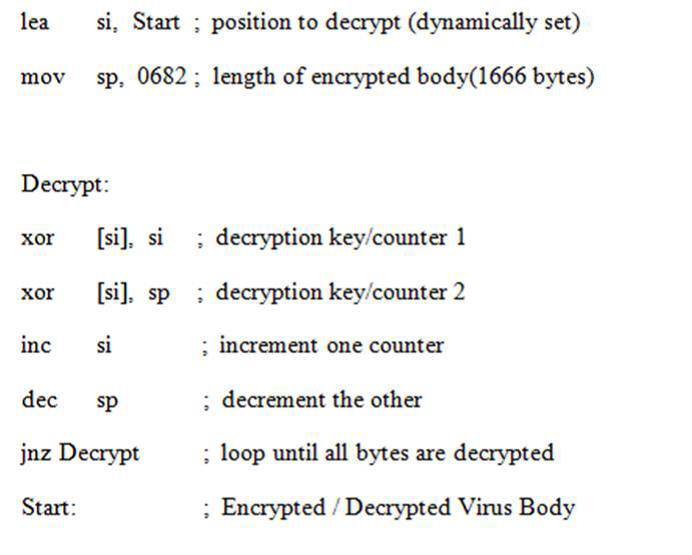 lea si, Start ; position to decrypt (dynamically set)
mov sp, 0682 ; length of encrypted body(1666 bytes)
Decrypt:
xor [si], si ; decryption key/counter 1
xor [si], sp ; decryption key/counter 2
inc si ; increment one counter
dec sp ; decrement the other
jnz Decrypt ; loop until all bytes are decrypted
Start: ; Encrypted / Decrypted Virus Body